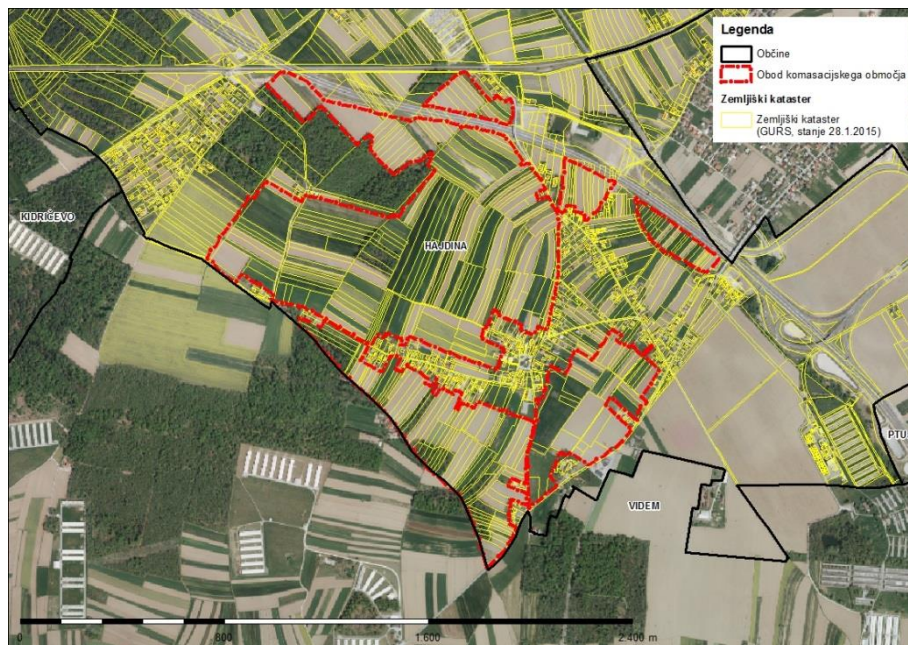 Legenda
Občine
Obod komasacijskega območja
Zemljiški kataster
Zemljiški kataster
(GURS, stanje 28.1.2015)
KIDRIČEVO
HAJDINA
PTU
VIDEM
0 800 1.600 2.400 m